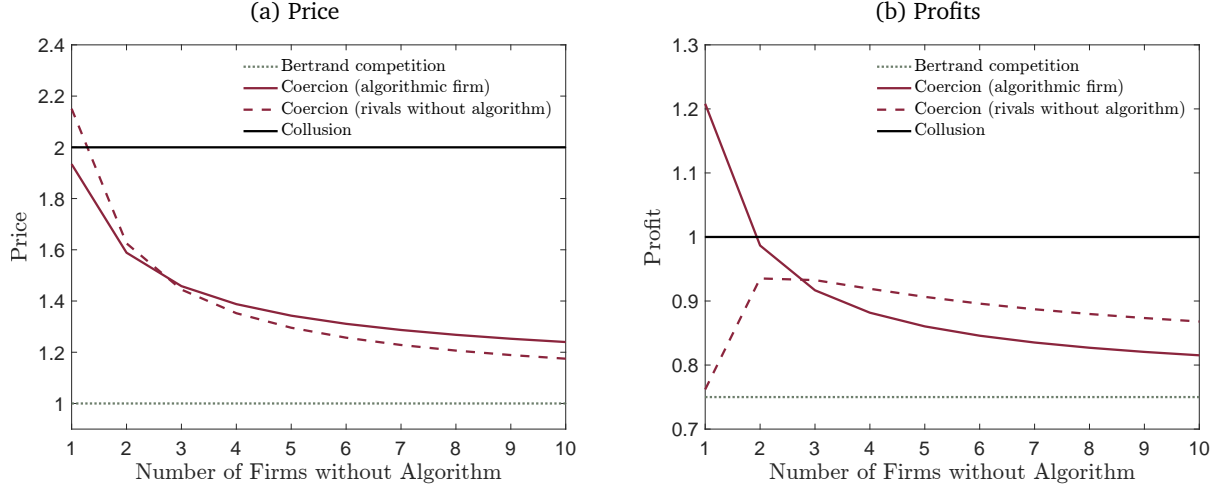 (a) Price
2.4
2.2
2
1.8
1.6
1.4
1.2
1
Price
Bertrand competition
Coercion (algorithmic firm)
Coercion (rivals without algorithm)
Collusion
1 2 3 4 5 6 7 8 9 10
Number of Firms without Algorithm
(b) Profits
1.3
1.2
1.1
1
0.9
0.8
0.7
Profit
Bertrand competition
Coercion (algorithmic firm)
Coercion (rivals without algorithm)
Collusion
1 2 3 4 5 6 7 8 9 10
Number of Firms without Algorithm